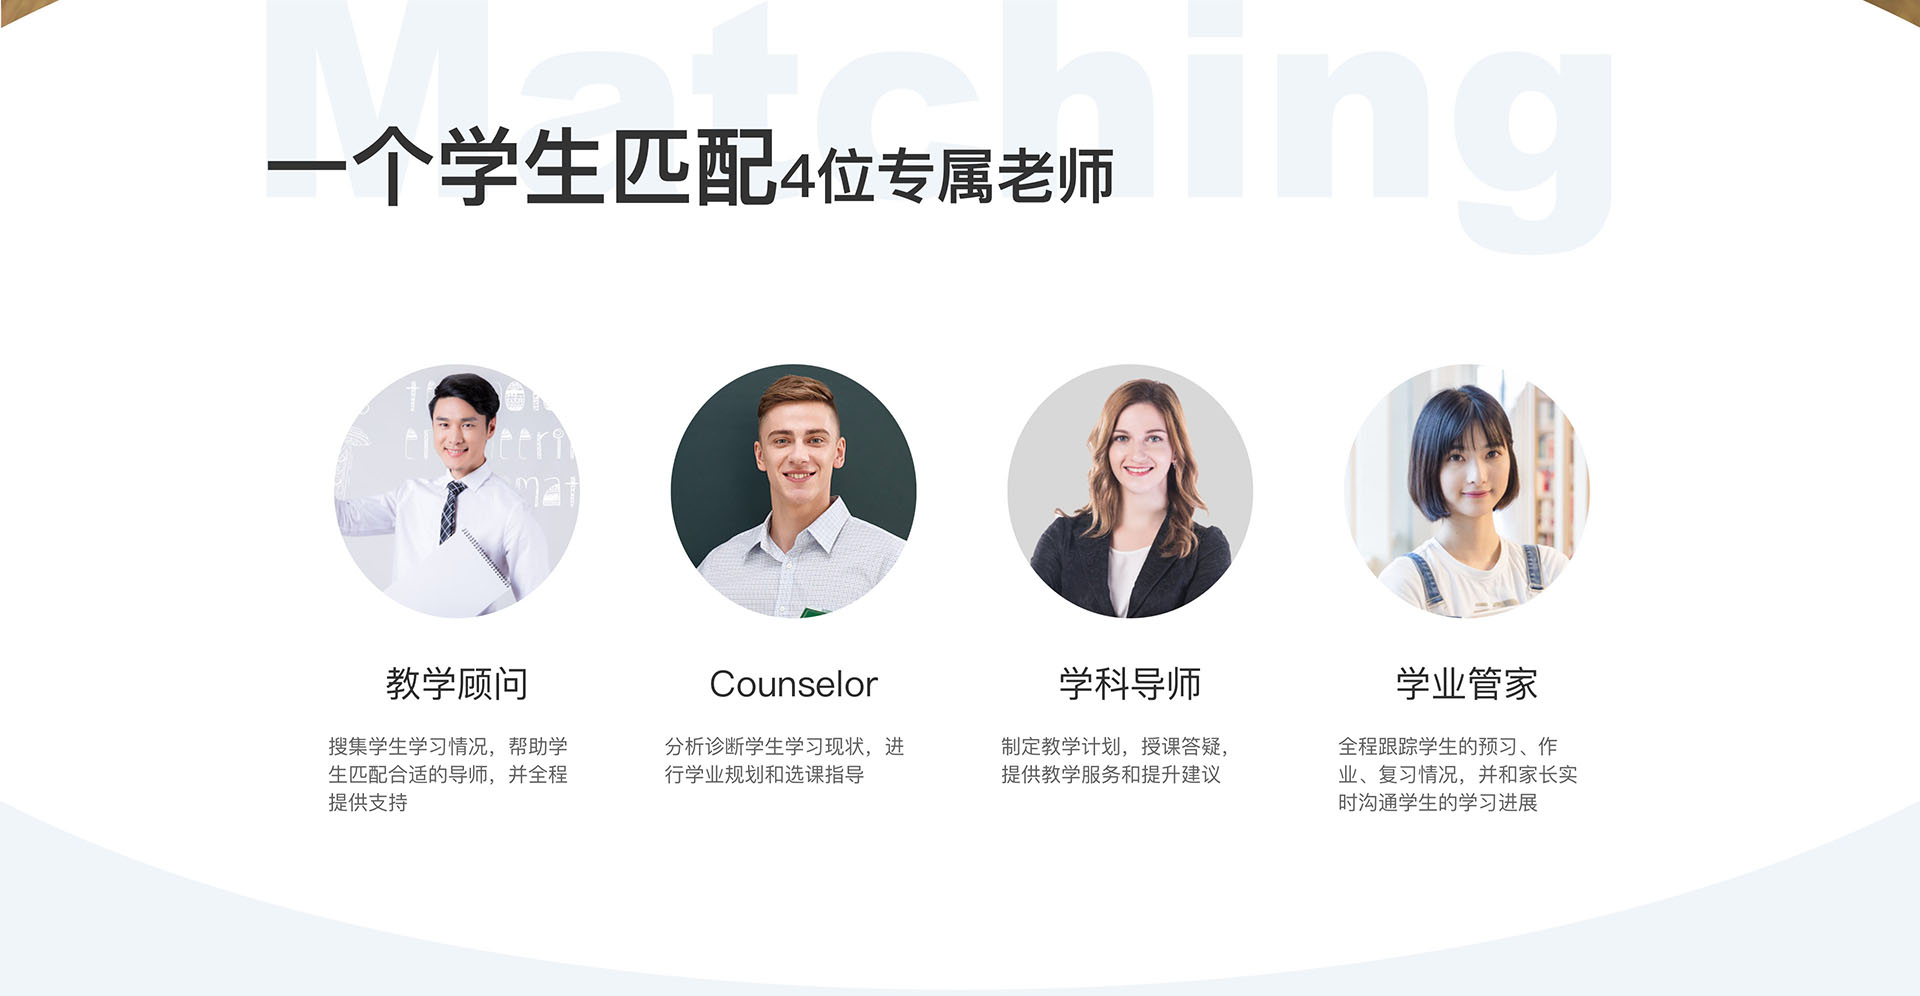 Matching
一个学生匹配4位专属老师
教学顾问
搜集学生学习情况，帮助学
生匹配合适的导师，并全程
提供支持
Counselor
分析诊断学生学习现状，进
行学业规划和选课指导
学科导师
制定教学计划，授课答疑，
提供教学服务和提升建议
学业管家
全程跟踪学生的预习、作
业、复习情况，并和家长实
时沟通学生的学习进展